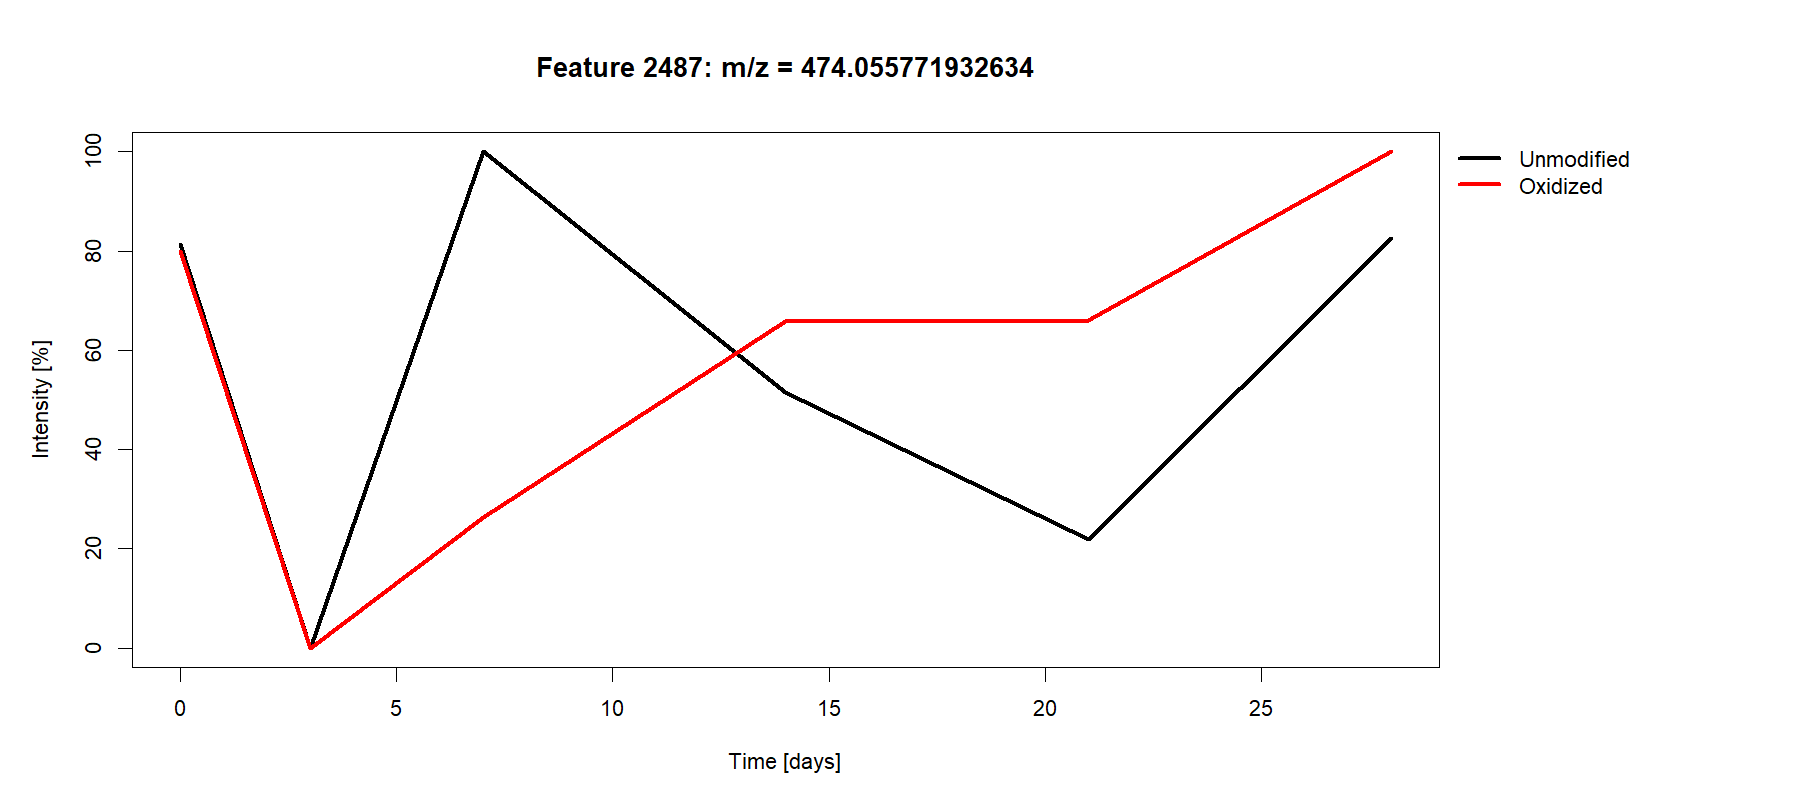 Feature 2487: m/z = 474.055771932634
Unmodified
Oxidized
Intensity [%]
100
80
60
40
20
0
0 5 10 15 20 25
Time [days]